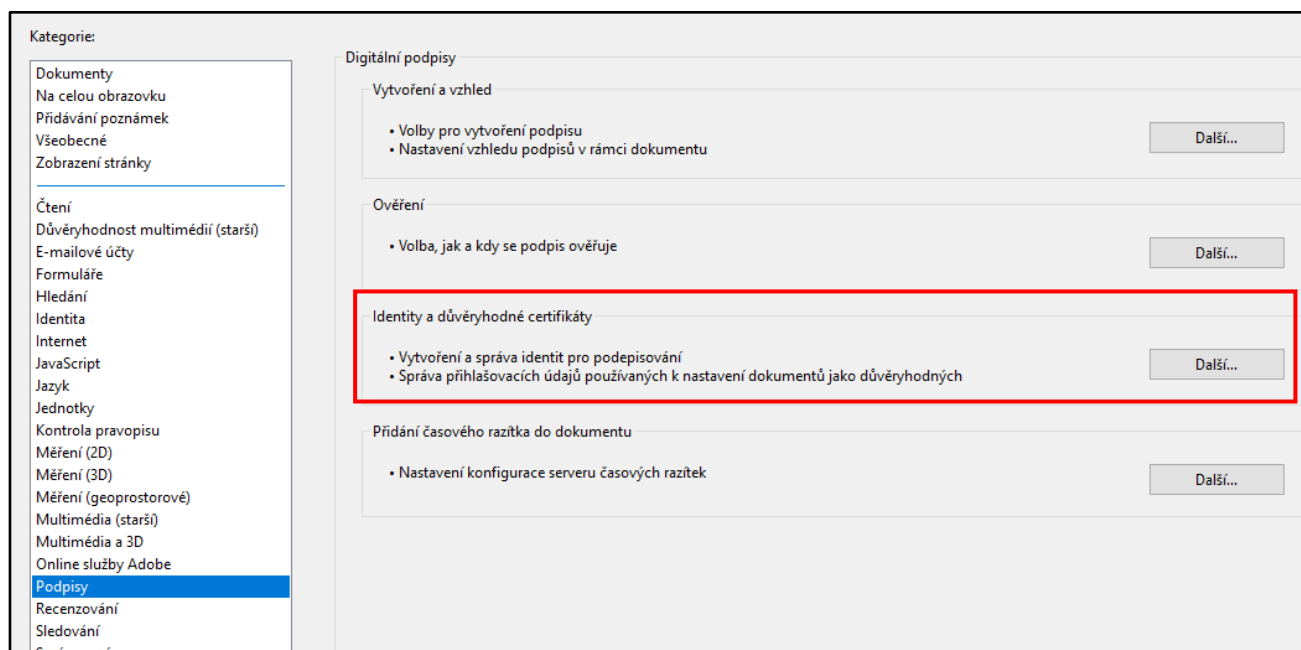 Kategorie:
Dokumenty
Na celou obrazovku
Přidávání poznámek
Všeobecné
Zobrazení stránky
Čtení
Důvěryhodnost multimédií (starší)
E-mailové účty
Formuláře
Hledání
Identita
Internet
JavaScript
Jazyk
Jednotky
Kontrola pravopisu
Měření (2D)
Měření (3D)
Měření (geoprostorové)
Multimédia (starší)
Multimédia a 3D
Online služby Adobe
Podpisy
Recenzování
Sledování
Digitální podpisy
Vytvoření a vzhled
• Volby pro vytvoření podpisu
• Nastavení vzhledu podpisů v rámci dokumentu
Další...
Ověření
• Volba, jak a kdy se podpis ověřuje
Další...
Identity a důvěryhodné certifikáty
• Vytvoření a správa identit pro podepisování
• Správa přihlašovacích údajů používaných k nastavení dokumentů jako důvěryhodných
Další...
Přidání časového razítka do dokumentu
• Nastavení konfigurace serveru časových razítek
Další...